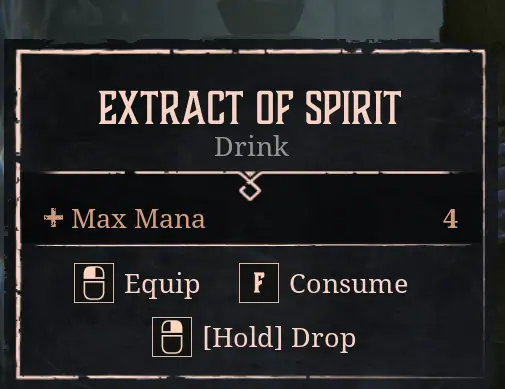 EXTRACT OF SPIRIT
Drink
+ Max Mana 4
Equip F Consume
[Hold] Drop